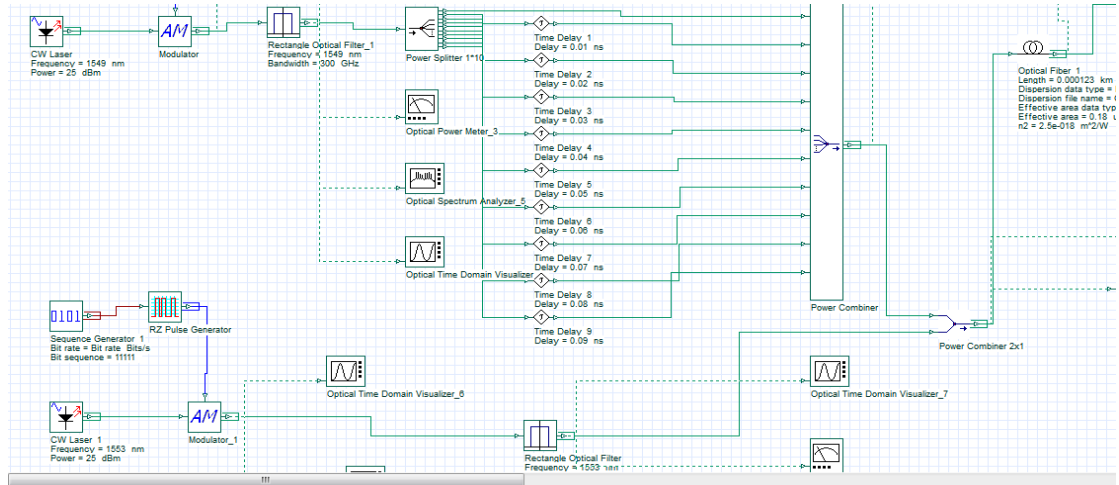 CW Laser
Frequency = 1549 nm
Power = 25 dBm
AM
Modulator
Rectangle Optical Filter_1
Frequency = 1549 nm
Bandwidth = 300 GHz
Power Splitter 1*10
Optical Power Meter_3
Optical Spectrum Analyzer_5
Optical Time Domain Visualizer
Time Delay 1
Delay = 0.01 ns
Time Delay 2
Delay = 0.02 ns
Time Delay 3
Delay = 0.03 ns
Time Delay 4
Delay = 0.04 ns
Time Delay 5
Delay = 0.05 ns
Time Delay 6
Delay = 0.06 ns
Time Delay 7
Delay = 0.07 ns
Time Delay 8
Delay = 0.08 ns
Time Delay 9
Delay = 0.09 ns
Power Combiner
Optical Fiber 1
Length = 0.000123 km
Dispersion data type =
Dispersion file name =
Effective area data typ
Effective area = 0.18 u
n2 = 2.5e-018 m^2/W
Power Combiner 2x1
0101
Sequence Generator 1
Bit rate = Bit rate Bits/s
Bit sequence = 11111
RZ Pulse Generator
Optical Time Domain Visualizer_6
Optical Time Domain Visualizer_7
CW Laser 1
Frequency = 1553 nm
Power = 25 dBm
AM
Modulator_1
Rectangle Optical Filter
Frequency = 1553 nm